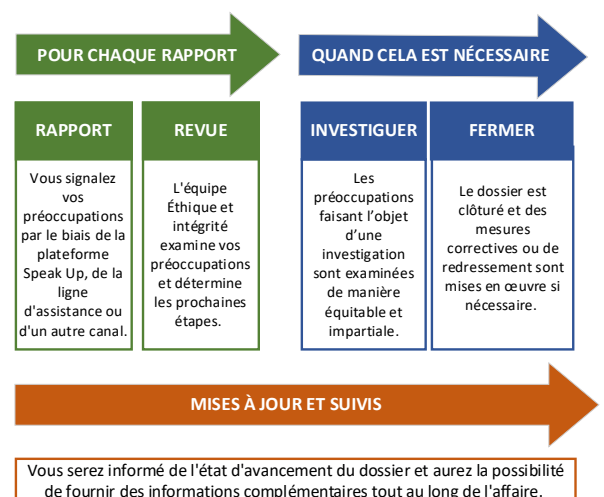 POUR CHAQUE RAPPORT
QUAND CELA EST NÉCESSAIRE
RAPPORT
Vous signalez
vos
préoccupations
par le biais de la
plateforme
Speak Up, de la
ligne
d'assistance ou
d'un autre canal.
REVUE
L'équipe
Éthique et
intégrité
examine vos
préoccupations
et détermine
les prochaines
étapes.
INVESTIGUER
Les
préoccupations
faisant l’objet
d’une
investigation
sont examinées
de manière
équitable et
impartiale.
FERMER
Le dossier est
clôturé et des
mesures
correctives ou de
redressement sont
mises en œuvre si
nécessaire.
MISES À JOUR ET SUIVIS
Vous serez informé de l'état d'avancement du dossier et aurez la possibilité
de fournir des informations complémentaires tout au long de l'affaire.